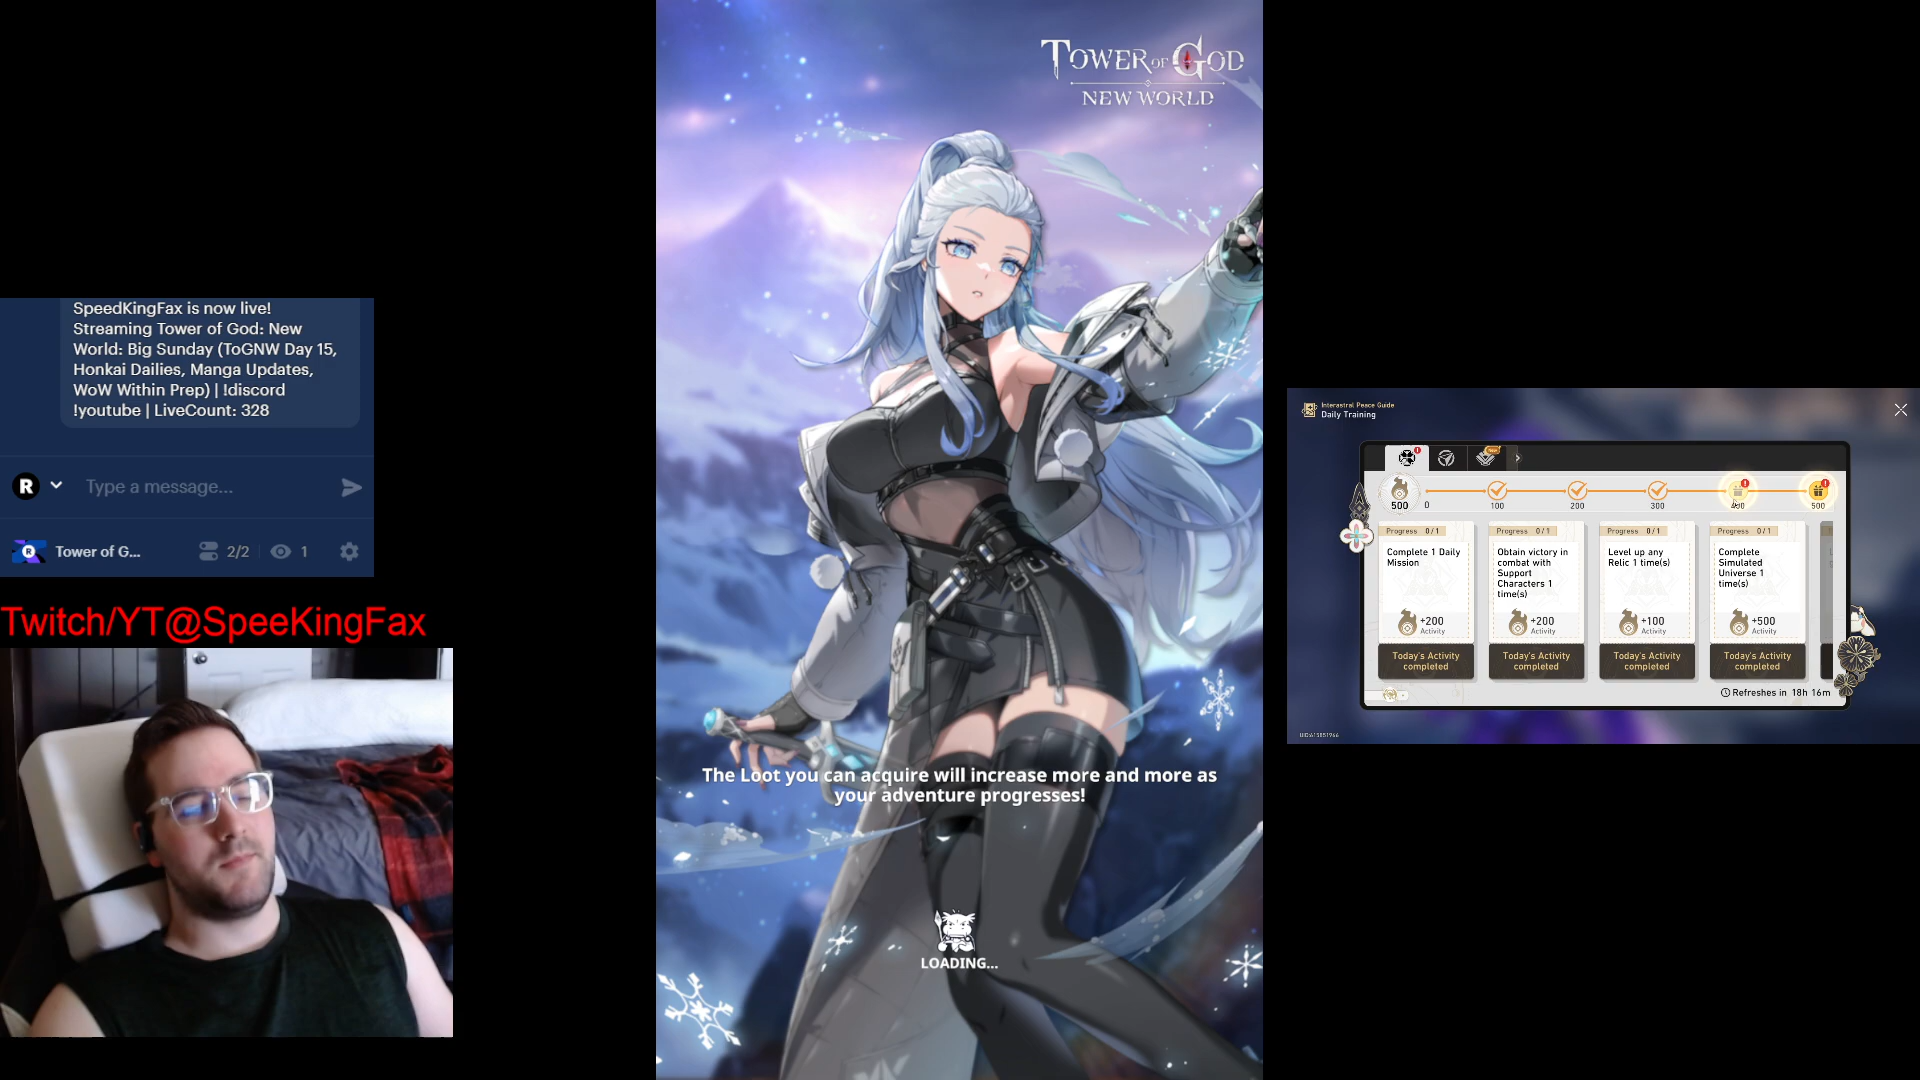 TOWER OF GOD
NEW WORLD
SpeedKingFax is now live!
Streaming Tower of God: New
World: Big Sunday (ToGNW Day 15,
Honkai Dailies, Manga Updates,
WoW Within Prep) | !discord
!youtube | LiveCount: 328
R
Type a message...
R
Tower of G...
2/2
1
Twitch/YT@SpeeKingFax
The Loot you can acquire will increase more and more as
your adventure progresses!
LOADING...
Interastral Peace Guide
Daily Training
500
0
100
200
300
400
500
Progress 0/1
Complete 1 Daily
Mission
+200
Activity
Today's Activity
completed
Progress 0/1
Obtain victory in
combat with
Support
Characters 1
time(s)
+200
Activity
Today's Activity
completed
Progress 0/1
Level up any
Relic 1 time(s)
+100
Activity
Today's Activity
completed
Progress 0/1
Complete
Simulated
Universe 1
time(s)
+500
Activity
Today's Activity
completed
Refreshes in 18h 16m